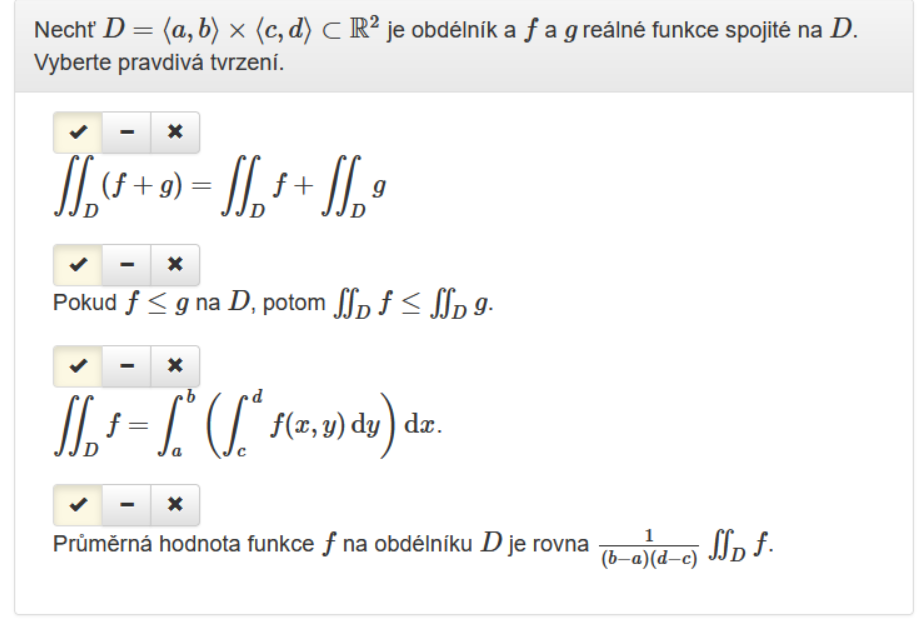 Nechť $D = \langle a, b \rangle \times \langle c, d \rangle \subset \mathbb{R}^2$ je obdélník a $f$ a $g$ reálné funkce spojité na $D$.
Vyberte pravdivá tvrzení.
✔ − ✖
$\iint_D (f + g) = \iint_D f + \iint_D g$
✔ − ✖
Pokud $f \leq g$ na $D$, potom $\iint_D f \leq \iint_D g$.
✔ − ✖
$\iint_D f = \int_a^b \left( \int_c^d f(x, y) \, \mathrm{d}y \right) \mathrm{d}x.$
✔ − ✖
Průměrná hodnota funkce $f$ na obdélníku $D$ je rovna $\frac{1}{(b-a)(d-c)} \iint_D f$.